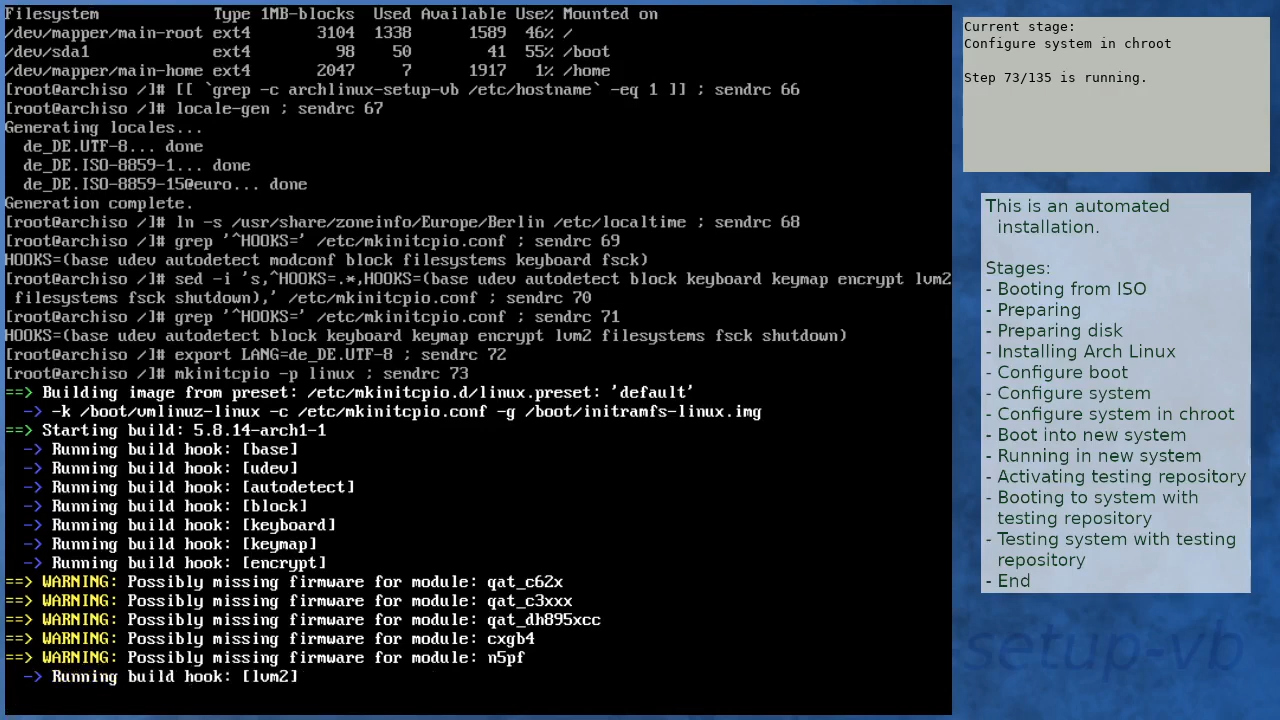 Filesystem            Type 1MB-blocks  Used Available Use% Mounted on
/dev/mapper/main-root ext4       3104  1338      1589  46% /
/dev/sda1             ext4         98    50        41  55% /boot
/dev/mapper/main-home ext4       2047     7      1917   1% /home
[root@archiso /]# [[ `grep -c archlinux-setup-vb /etc/hostname` -eq 1 ]] ; sendrc 66
[root@archiso /]# locale-gen ; sendrc 67
Generating locales...
  de_DE.UTF-8... done
  de_DE.ISO-8859-1... done
  de_DE.ISO-8859-15@euro... done
Generation complete.
[root@archiso /]# ln -s /usr/share/zoneinfo/Europe/Berlin /etc/localtime ; sendrc 68
[root@archiso /]# grep '^HOOKS=' /etc/mkinitcpio.conf ; sendrc 69
HOOKS=(base udev autodetect modconf block filesystems keyboard fsck)
[root@archiso /]# sed -i 's,^HOOKS=.*,HOOKS=(base udev autodetect block keyboard keymap encrypt lvm2
 filesystems fsck shutdown),' /etc/mkinitcpio.conf ; sendrc 70
[root@archiso /]# grep '^HOOKS=' /etc/mkinitcpio.conf ; sendrc 71
HOOKS=(base udev autodetect block keyboard keymap encrypt lvm2 filesystems fsck shutdown)
[root@archiso /]# export LANG=de_DE.UTF-8 ; sendrc 72
[root@archiso /]# mkinitcpio -p linux ; sendrc 73
==> Building image from preset: /etc/mkinitcpio.d/linux.preset: 'default'
  -> -k /boot/vmlinuz-linux -c /etc/mkinitcpio.conf -g /boot/initramfs-linux.img
==> Starting build: 5.8.14-arch1-1
  -> Running build hook: [base]
  -> Running build hook: [udev]
  -> Running build hook: [autodetect]
  -> Running build hook: [block]
  -> Running build hook: [keyboard]
  -> Running build hook: [keymap]
  -> Running build hook: [encrypt]
==> WARNING: Possibly missing firmware for module: qat_c62x
==> WARNING: Possibly missing firmware for module: qat_c3xxx
==> WARNING: Possibly missing firmware for module: qat_dh895xcc
==> WARNING: Possibly missing firmware for module: cxgb4
==> WARNING: Possibly missing firmware for module: n5pf
  -> Running build hook: [lvm2]
Current stage:
Configure system in chroot
Step 73/135 is running.
This is an automated
installation.
Stages:
- Booting from ISO
- Preparing
- Preparing disk
- Installing Arch Linux
- Configure boot
- Configure system
- Configure system in chroot
- Boot into new system
- Running in new system
- Activating testing repository
- Booting to system with
testing repository
- Testing system with testing
repository
- End
setup-vb